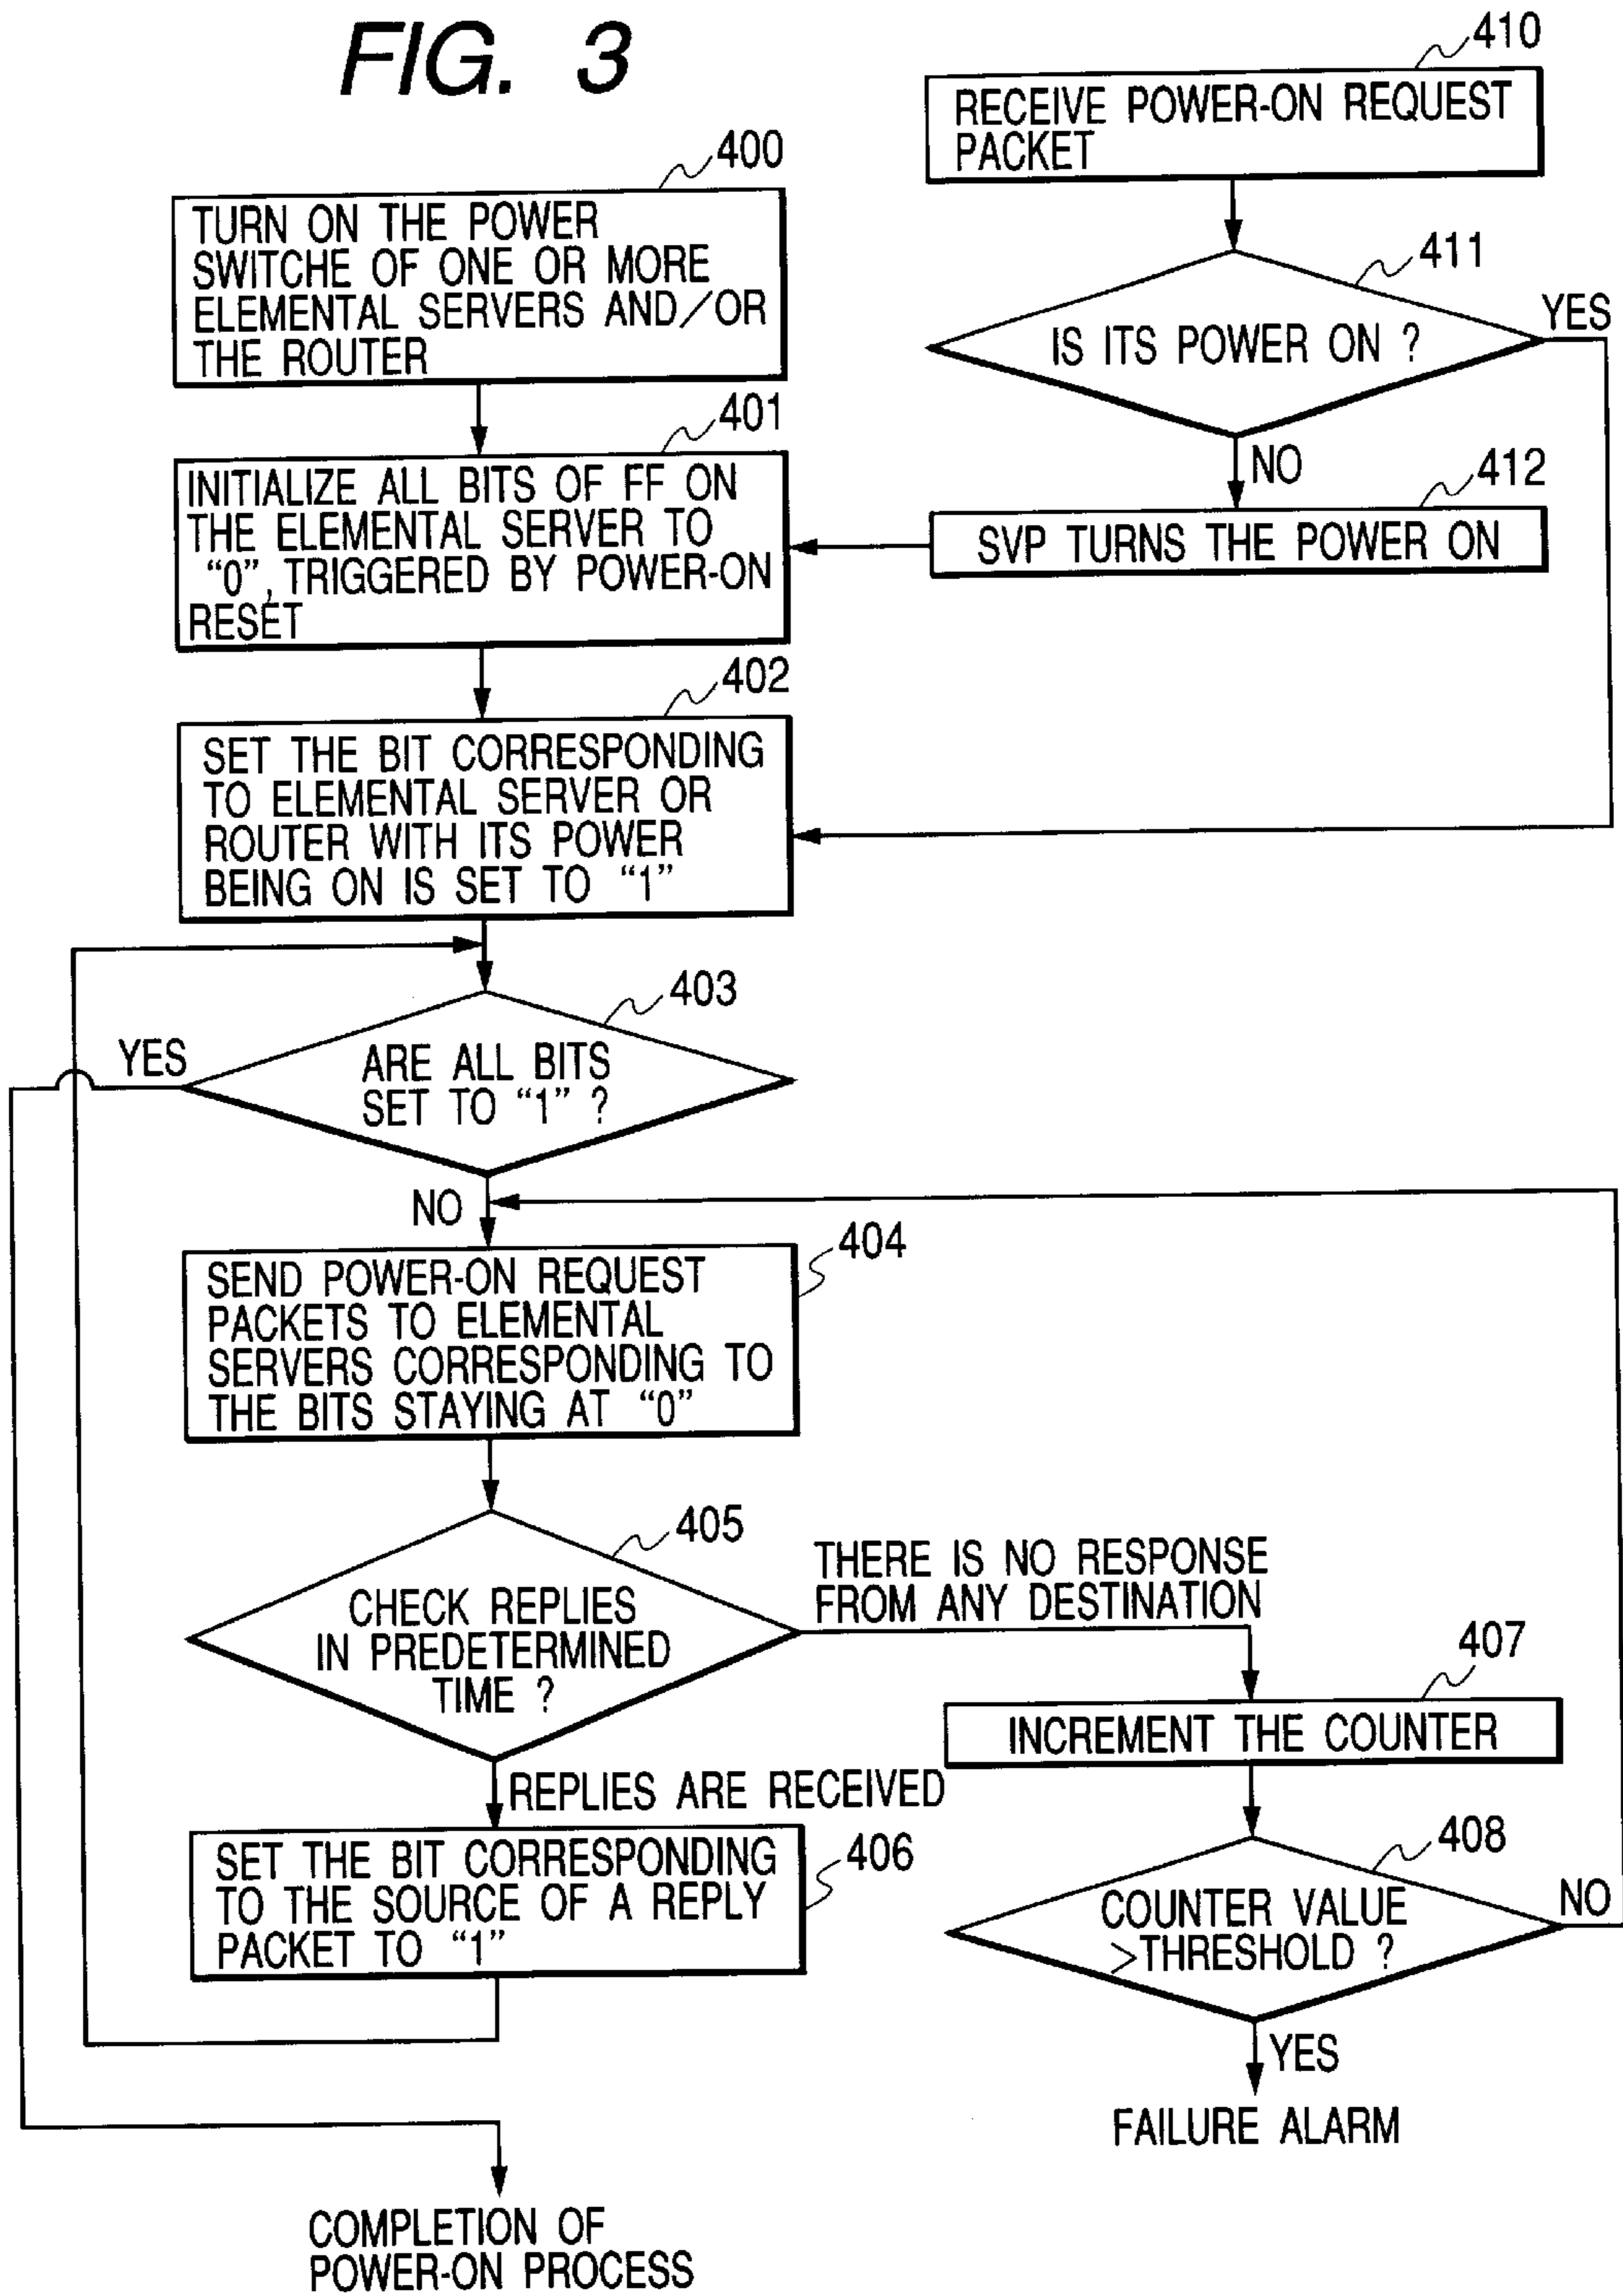 FIG. 3
400
TURN ON THE POWER
SWITCHE OF ONE OR MORE
ELEMENTAL SERVERS AND/OR
THE ROUTER
401
INITIALIZE ALL BITS OF FF ON
THE ELEMENTAL SERVER TO
“0”, TRIGGERED BY POWER-ON
RESET
402
SET THE BIT CORRESPONDING
TO ELEMENTAL SERVER OR
ROUTER WITH ITS POWER
BEING ON IS SET TO “1”
410
RECEIVE POWER-ON REQUEST
PACKET
411
IS ITS POWER ON ?
YES
NO
412
SVP TURNS THE POWER ON
403
YES
ARE ALL BITS
SET TO “1” ?
NO
404
SEND POWER-ON REQUEST
PACKETS TO ELEMENTAL
SERVERS CORRESPONDING TO
THE BITS STAYING AT “0”
405
CHECK REPLIES
IN PREDETERMINED
TIME ?
THERE IS NO RESPONSE
FROM ANY DESTINATION
REPLIES ARE RECEIVED
406
SET THE BIT CORRESPONDING
TO THE SOURCE OF A REPLY
PACKET TO “1”
407
INCREMENT THE COUNTER
408
COUNTER VALUE
>THRESHOLD ?
NO
YES
FAILURE ALARM
COMPLETION OF
POWER-ON PROCESS